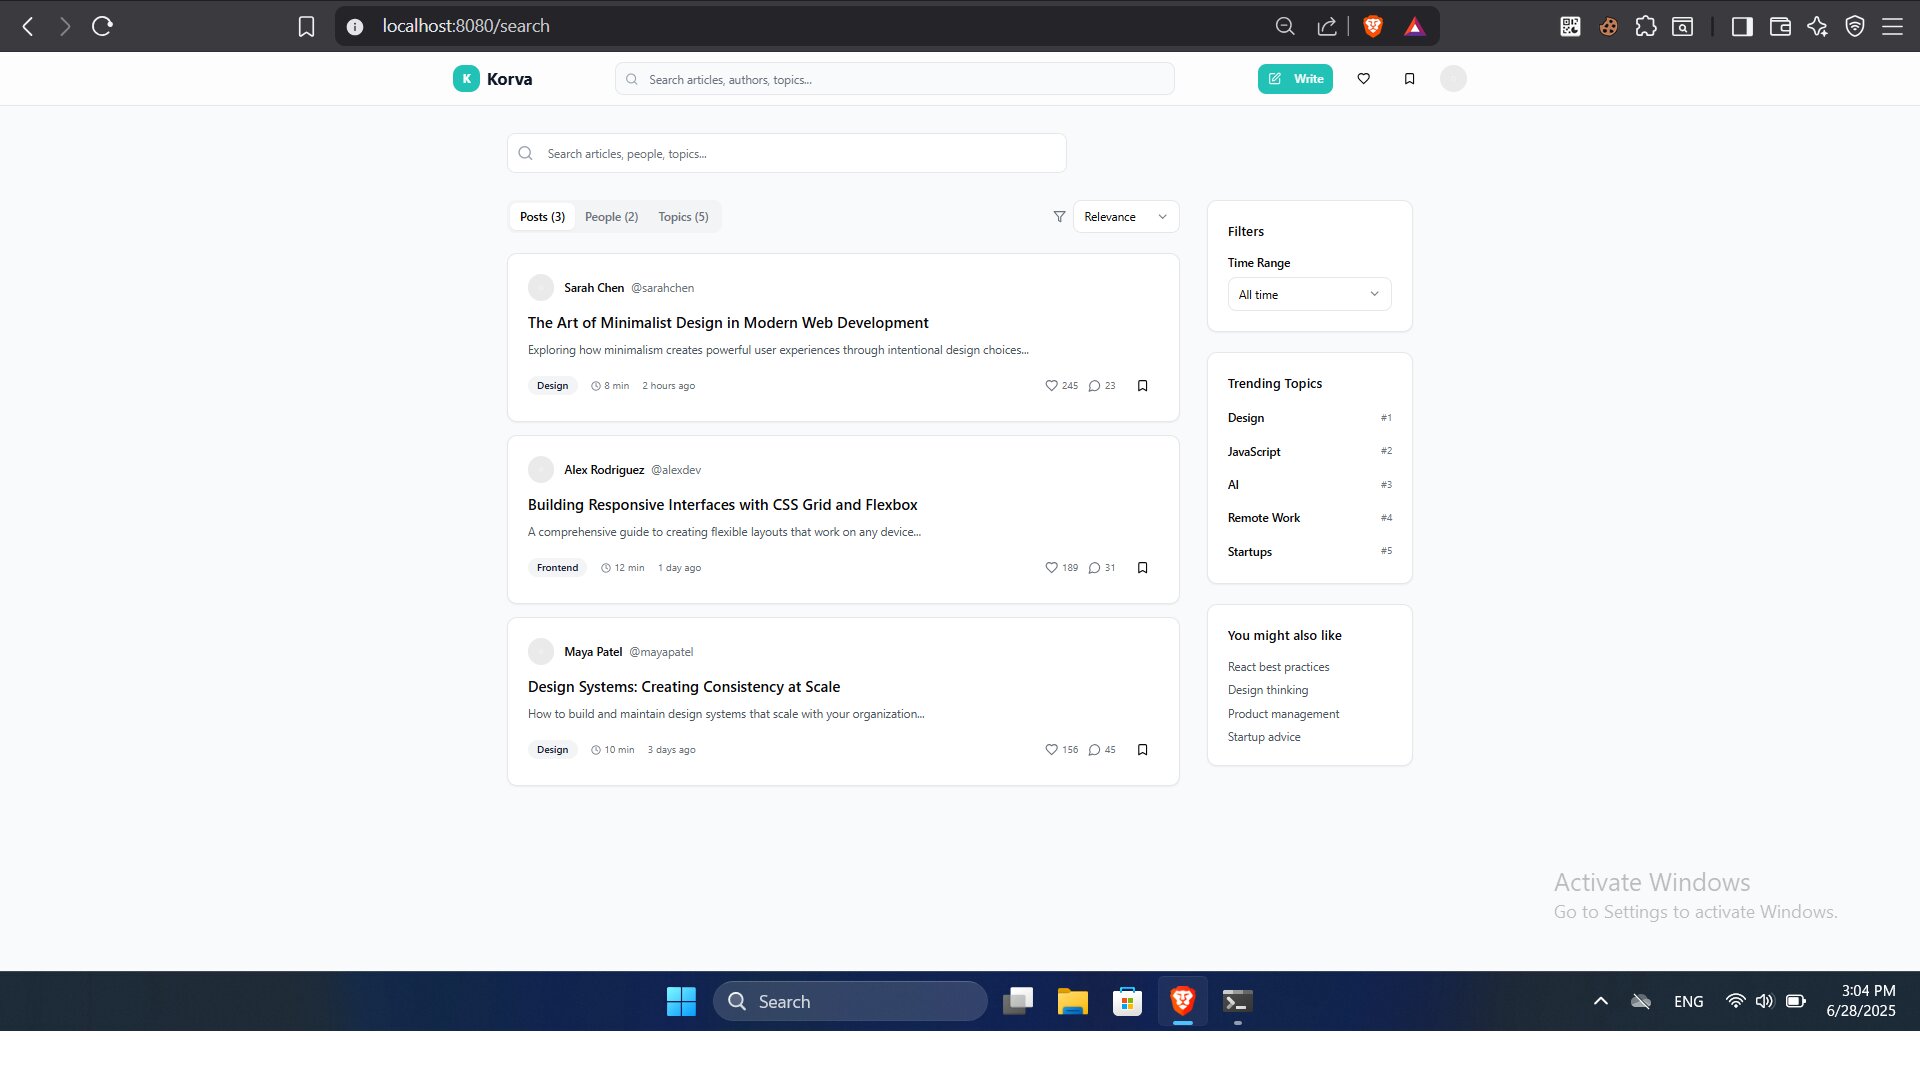 localhost:8080/search
K Korva
Search articles, authors, topics...
Write
Search articles, people, topics...
Posts (3) People (2) Topics (5)
Relevance
Sarah Chen @sarahchen
The Art of Minimalist Design in Modern Web Development
Exploring how minimalism creates powerful user experiences through intentional design choices...
Design 8 min 2 hours ago 245 23
Alex Rodriguez @alexdev
Building Responsive Interfaces with CSS Grid and Flexbox
A comprehensive guide to creating flexible layouts that work on any device...
Frontend 12 min 1 day ago 189 31
Maya Patel @mayapatel
Design Systems: Creating Consistency at Scale
How to build and maintain design systems that scale with your organization...
Design 10 min 3 days ago 156 45
Filters
Time Range
All time
Trending Topics
Design #1
JavaScript #2
AI #3
Remote Work #4
Startups #5
You might also like
React best practices
Design thinking
Product management
Startup advice
Activate Windows
Go to Settings to activate Windows.
Search
ENG
3:04 PM
6/28/2025